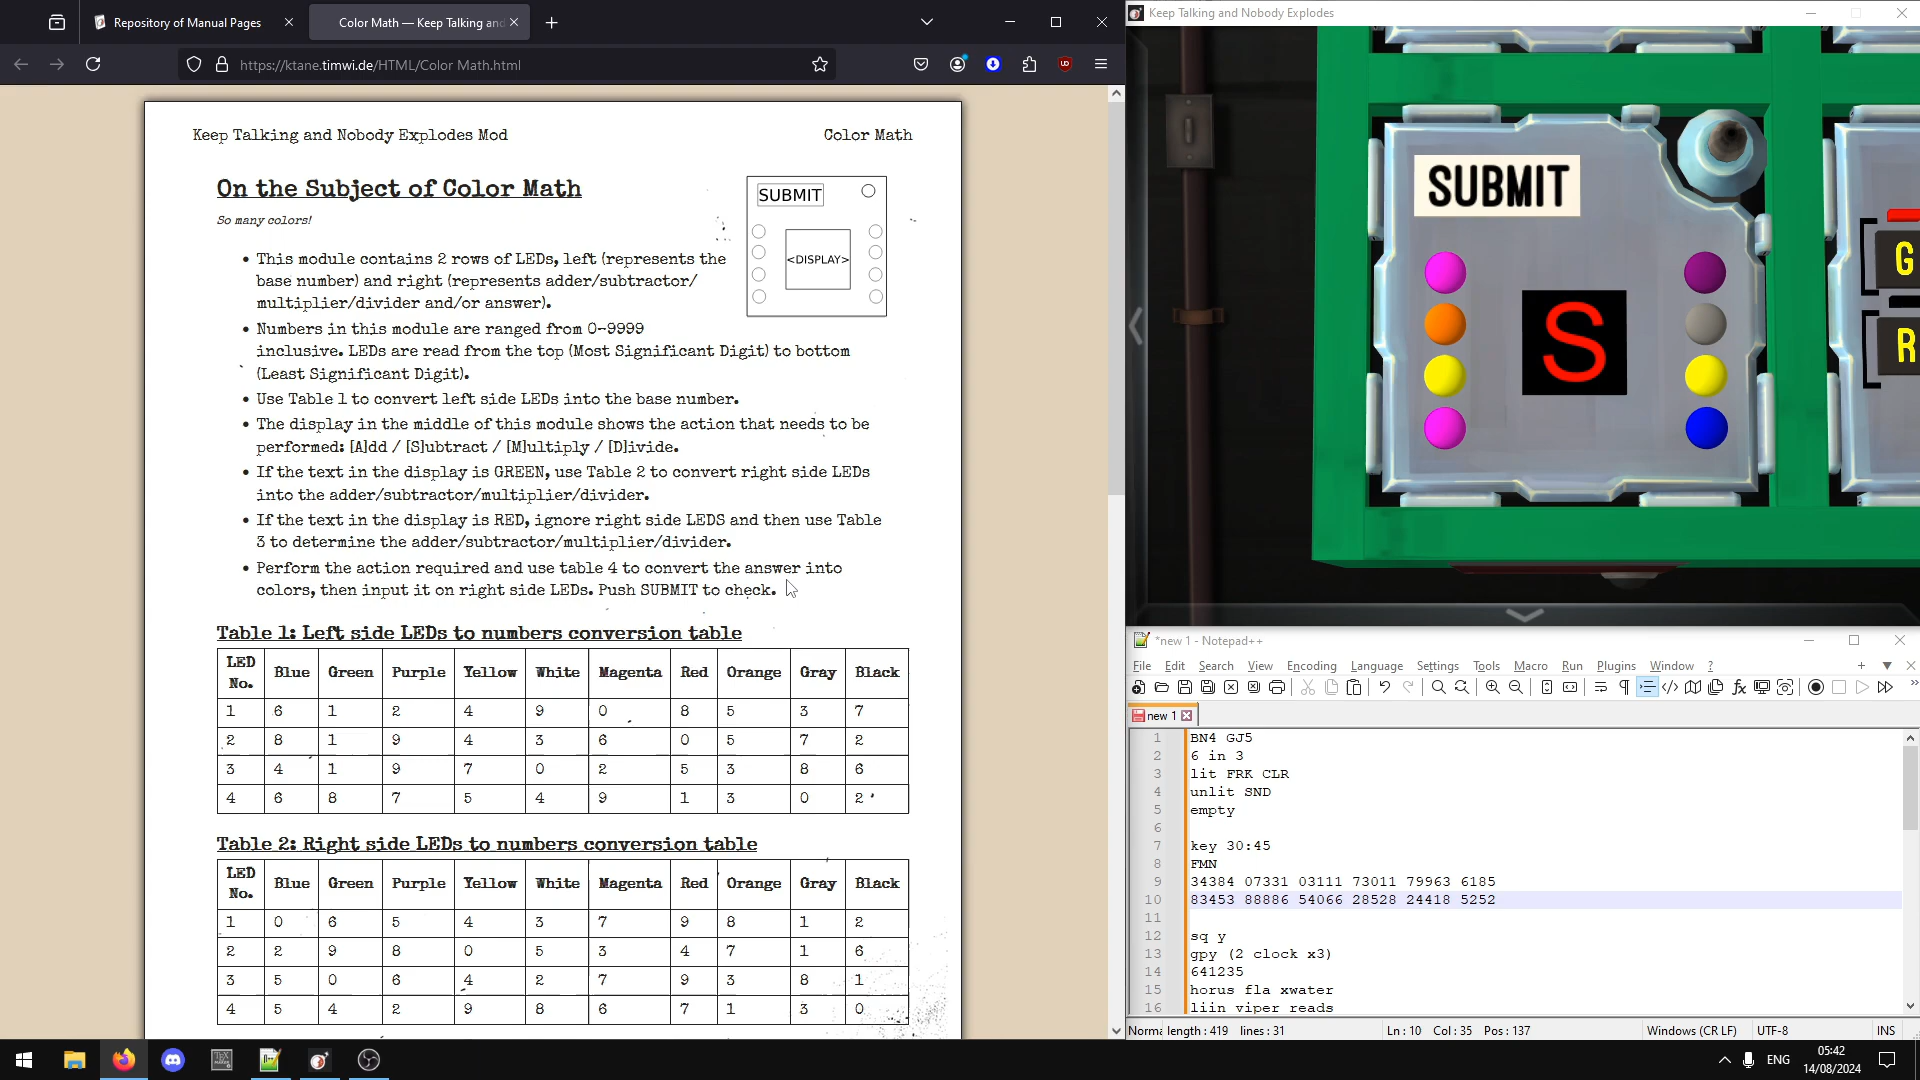 Repository of Manual Pages
Color Math — Keep Talking and
https://ktane.timwi.de/HTML/Color Math.html
Keep Talking and Nobody Explodes Mod
Color Math
On the Subject of Color Math
So many colors!
SUBMIT
<DISPLAY>
• This module contains 2 rows of LEDs, left (represents the
base number) and right (represents adder/subtractor/
multiplier/divider and/or answer).
• Numbers in this module are ranged from 0–9999
inclusive. LEDs are read from the top (Most Significant Digit) to bottom
(Least Significant Digit).
• Use Table 1 to convert left side LEDs into the base number.
• The display in the middle of this module shows the action that needs to be
performed: [A]dd / [S]ubtract / [M]ultiply / [D]ivide.
• If the text in the display is GREEN, use Table 2 to convert right side LEDs
into the adder/subtractor/multiplier/divider.
• If the text in the display is RED, ignore right side LEDS and then use Table
3 to determine the adder/subtractor/multiplier/divider.
• Perform the action required and use table 4 to convert the answer into
colors, then input it on right side LEDs. Push SUBMIT to check.
Table 1: Left side LEDs to numbers conversion table
LED No. Blue Green Purple Yellow White Magenta Red Orange Gray Black
1 6 1 2 4 9 0 8 5 3 7
2 8 1 9 4 3 6 0 5 7 2
3 4 1 9 7 0 2 5 3 8 6
4 6 8 7 5 4 9 1 3 0 2
Table 2: Right side LEDs to numbers conversion table
LED No. Blue Green Purple Yellow White Magenta Red Orange Gray Black
1 0 6 5 4 3 7 9 8 1 2
2 2 9 8 0 5 3 4 7 1 6
3 5 0 6 4 2 7 9 3 8 1
4 5 4 2 9 8 6 7 1 3 0
Keep Talking and Nobody Explodes
SUBMIT
S
G
R
*new 1 - Notepad++
File Edit Search View Encoding Language Settings Tools Macro Run Plugins Window ?
new 1
1 BN4 GJ5
2 6 in 3
3 lit FRK CLR
4 unlit SND
5 empty
6
7 key 30:45
8 FMN
9 34384 07331 03111 73011 79963 6185
10 83453 88886 54066 28528 24418 5252
11
12 sq y
13 gpy (2 clock x3)
14 641235
15 horus fla xwater
16 liin viper reads
Norma length : 419 lines : 31 Ln : 10 Col : 35 Pos : 137 Windows (CR LF) UTF-8 INS
ENG
05:42
14/08/2024